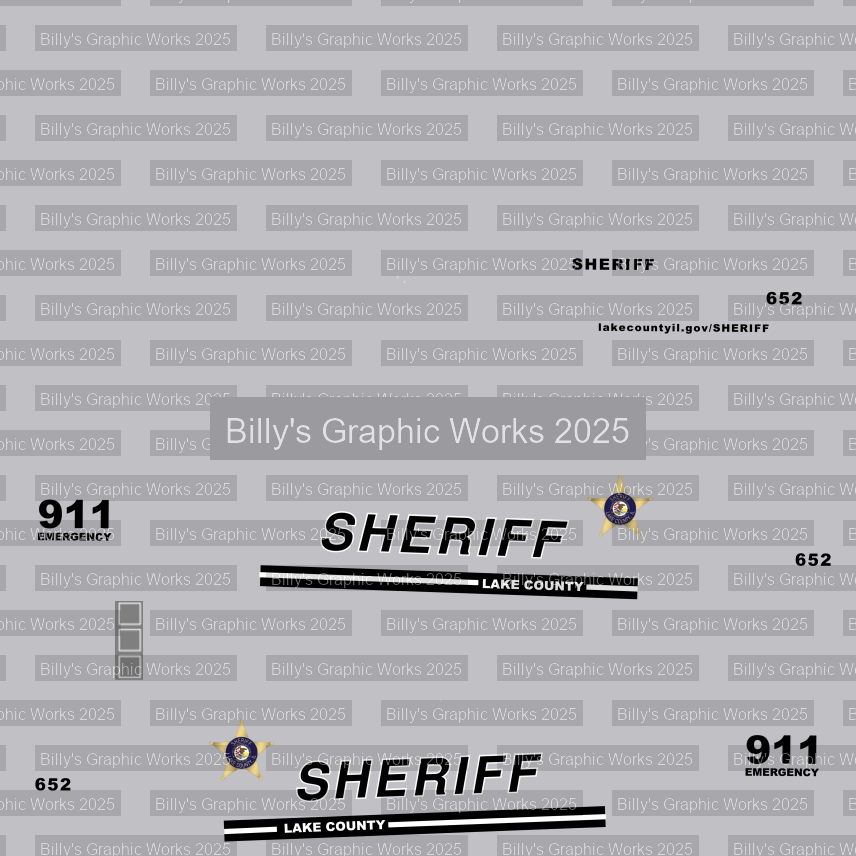 Billy's Graphic Works 2025
SHERIFF
652
lakecountyil.gov/SHERIFF
Billy's Graphic Works 2025
911
EMERGENCY
SHERIFF
LAKE COUNTY
652
SHERIFF
911
EMERGENCY
652
LAKE COUNTY